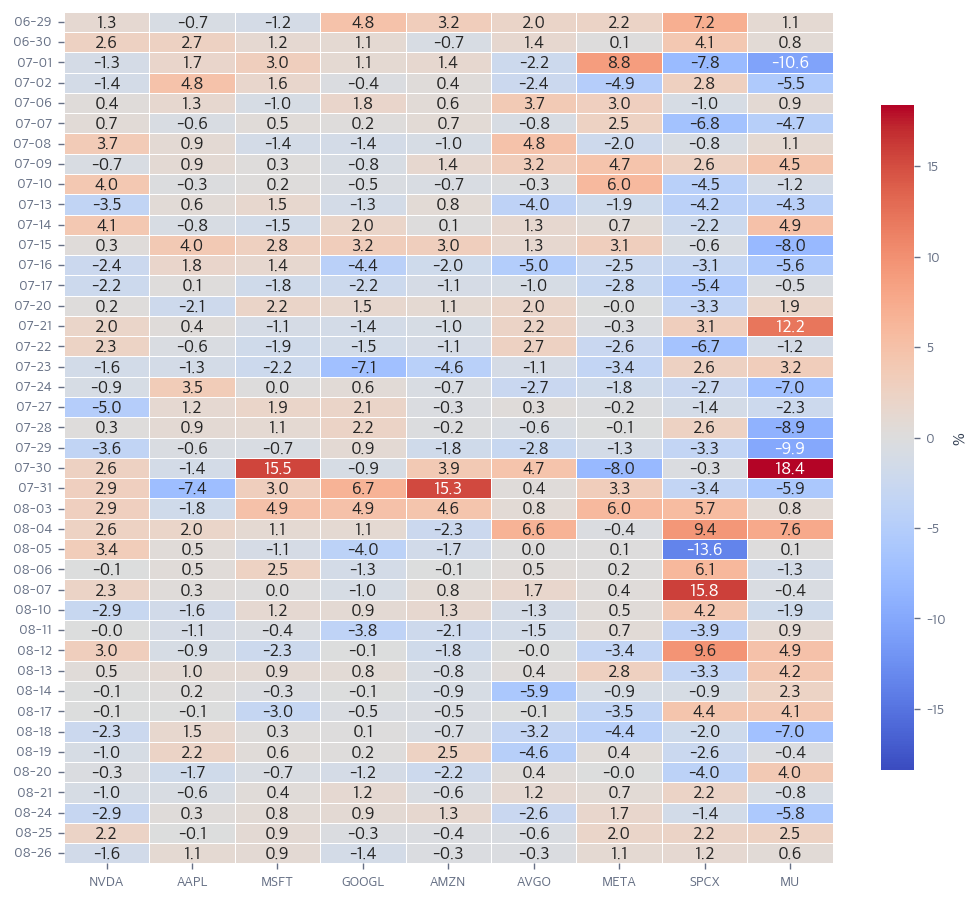 06-29 1.3 -0.7 -1.2 4.8 3.2 2.0 2.2 7.2 1.1
06-30 2.6 2.7 1.2 1.1 -0.7 1.4 0.1 4.1 0.8
07-01 -1.3 1.7 3.0 1.1 1.4 -2.2 8.8 -7.8 -10.6
07-02 -1.4 4.8 1.6 -0.4 0.4 -2.4 -4.9 2.8 -5.5
07-06 0.4 1.3 -1.0 1.8 0.6 3.7 3.0 -1.0 0.9
07-07 0.7 -0.6 0.5 0.2 0.7 -0.8 2.5 -6.8 -4.7
07-08 3.7 0.9 -1.4 -1.4 -1.0 4.8 -2.0 -0.8 1.1
07-09 -0.7 0.9 0.3 -0.8 1.4 3.2 4.7 2.6 4.5
07-10 4.0 -0.3 0.2 -0.5 -0.7 -0.3 6.0 -4.5 -1.2
07-13 -3.5 0.6 1.5 -1.3 0.8 -4.0 -1.9 -4.2 -4.3
07-14 4.1 -0.8 -1.5 2.0 0.1 1.3 0.7 -2.2 4.9
07-15 0.3 4.0 2.8 3.2 3.0 1.3 3.1 -0.6 -8.0
07-16 -2.4 1.8 1.4 -4.4 -2.0 -5.0 -2.5 -3.1 -5.6
07-17 -2.2 0.1 -1.8 -2.2 -1.1 -1.0 -2.8 -5.4 -0.5
07-20 0.2 -2.1 2.2 1.5 1.1 2.0 -0.0 -3.3 1.9
07-21 2.0 0.4 -1.1 -1.4 -1.0 2.2 -0.3 3.1 12.2
07-22 2.3 -0.6 -1.9 -1.5 -1.1 2.7 -2.6 -6.7 -1.2
07-23 -1.6 -1.3 -2.2 -7.1 -4.6 -1.1 -3.4 2.6 3.2
07-24 -0.9 3.5 0.0 0.6 -0.7 -2.7 -1.8 -2.7 -7.0
07-27 -5.0 1.2 1.9 2.1 -0.3 0.3 -0.2 -1.4 -2.3
07-28 0.3 0.9 1.1 2.2 -0.2 -0.6 -0.1 2.6 -8.9
07-29 -3.6 -0.6 -0.7 0.9 -1.8 -2.8 -1.3 -3.3 -9.9
07-30 2.6 -1.4 15.5 -0.9 3.9 4.7 -8.0 -0.3 18.4
07-31 2.9 -7.4 3.0 6.7 15.3 0.4 3.3 -3.4 -5.9
08-03 2.9 -1.8 4.9 4.9 4.6 0.8 6.0 5.7 0.8
08-04 2.6 2.0 1.1 1.1 -2.3 6.6 -0.4 9.4 7.6
08-05 3.4 0.5 -1.1 -4.0 -1.7 0.0 0.1 -13.6 0.1
08-06 -0.1 0.5 2.5 -1.3 -0.1 0.5 0.2 6.1 -1.3
08-07 2.3 0.3 0.0 -1.0 0.8 1.7 0.4 15.8 -0.4
08-10 -2.9 -1.6 1.2 0.9 1.3 -1.3 0.5 4.2 -1.9
08-11 -0.0 -1.1 -0.4 -3.8 -2.1 -1.5 0.7 -3.9 0.9
08-12 3.0 -0.9 -2.3 -0.1 -1.8 -0.0 -3.4 9.6 4.9
08-13 0.5 1.0 0.9 0.8 -0.8 0.4 2.8 -3.3 4.2
08-14 -0.1 0.2 -0.3 -0.1 -0.9 -5.9 -0.9 -0.9 2.3
08-17 -0.1 -0.1 -3.0 -0.5 -0.5 -0.1 -3.5 4.4 4.1
08-18 -2.3 1.5 0.3 0.1 -0.7 -3.2 -4.4 -2.0 -7.0
08-19 -1.0 2.2 0.6 0.2 2.5 -4.6 0.4 -2.6 -0.4
08-20 -0.3 -1.7 -0.7 -1.2 -2.2 0.4 -0.0 -4.0 4.0
08-21 -1.0 -0.6 0.4 1.2 -0.6 1.2 0.7 2.2 -0.8
08-24 -2.9 0.3 0.8 0.9 1.3 -2.6 1.7 -1.4 -5.8
08-25 2.2 -0.1 0.9 -0.3 -0.4 -0.6 2.0 2.2 2.5
08-26 -1.6 1.1 0.9 -1.4 -0.3 -0.3 1.1 1.2 0.6
NVDA AAPL MSFT GOOGL AMZN AVGO META SPCX MU
15
10
5
0
-5
-10
-15
%